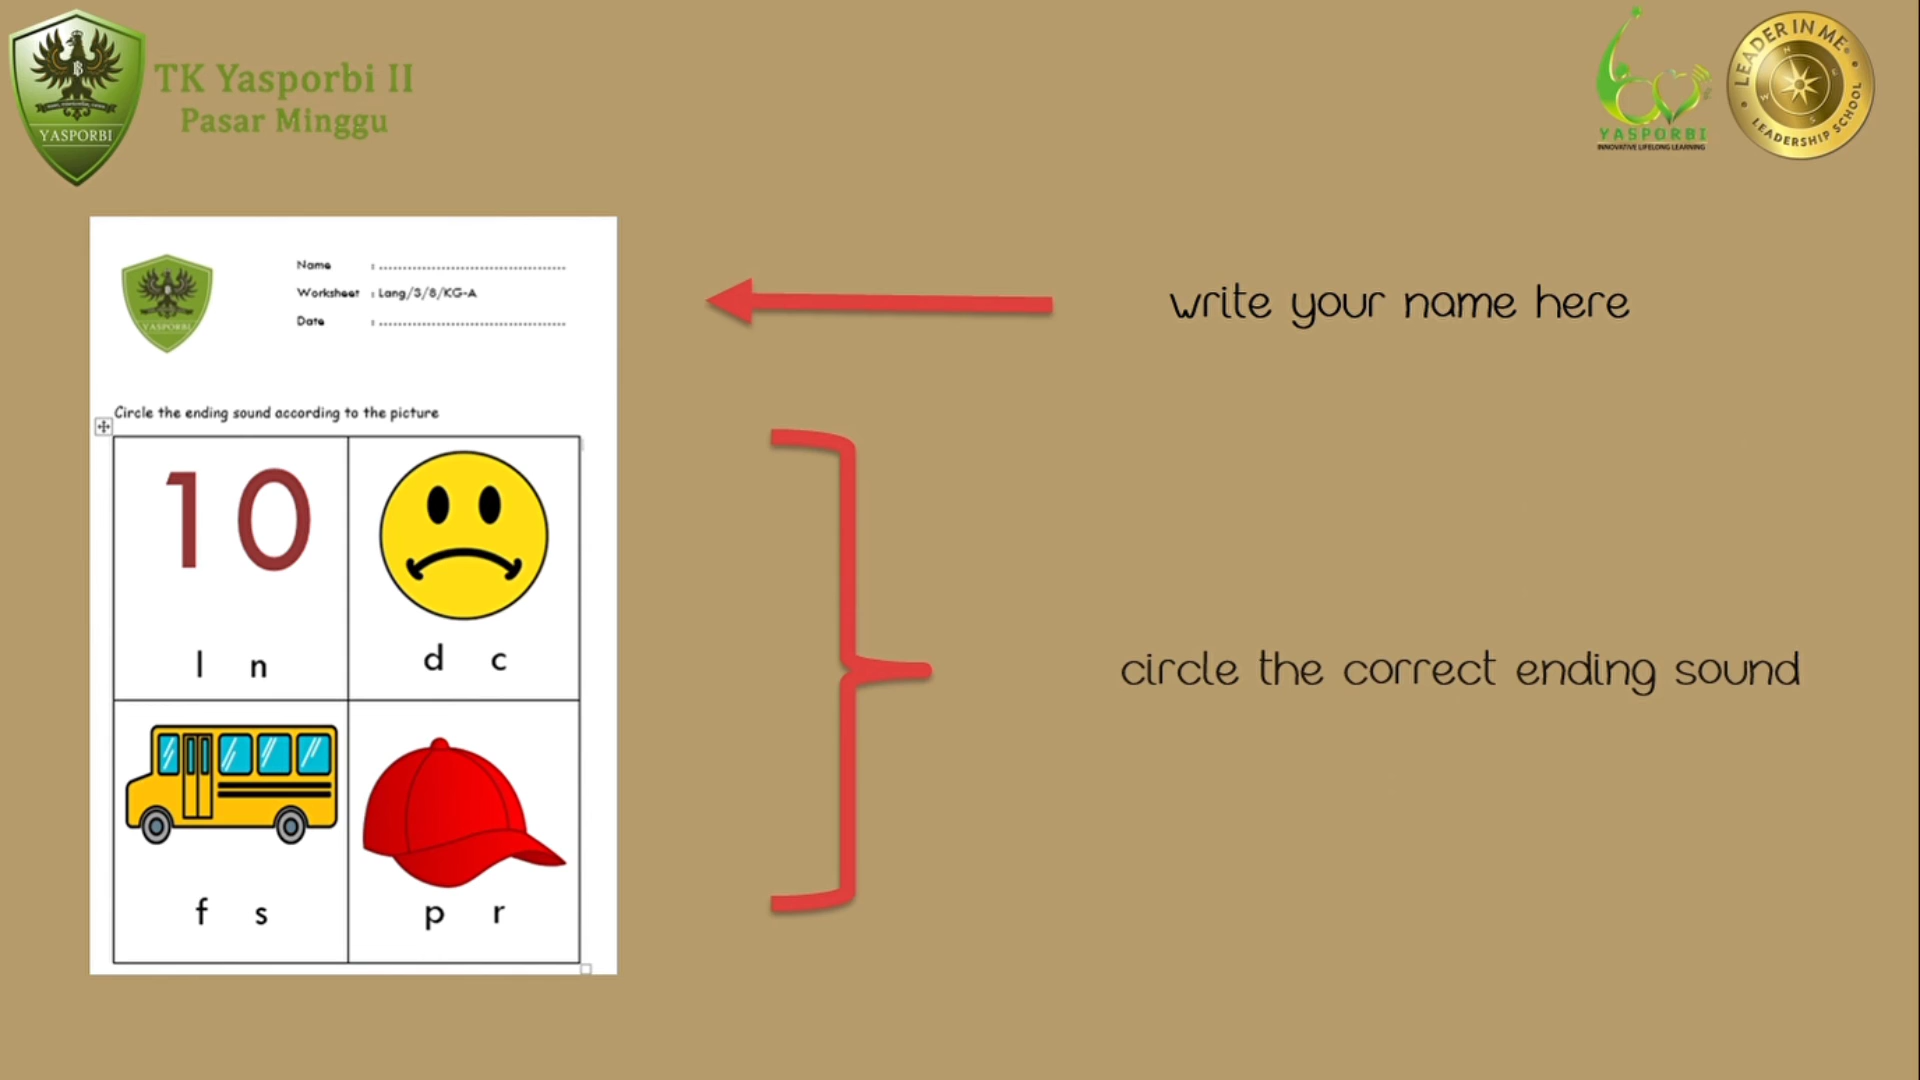 TK Yasporbi II
Pasar Minggu
YASPORBI
YASPORBI
INNOVATIVE LIFELONG LEARNING
LEADER IN ME
LEADERSHIP SCHOOL
YASPORBI
Name : ........................................
Worksheet : Lang/3/8/KG-A
Date : ........................................
write your name here
Circle the ending sound according to the picture
10
l n
d c
f s
p r
circle the correct ending sound